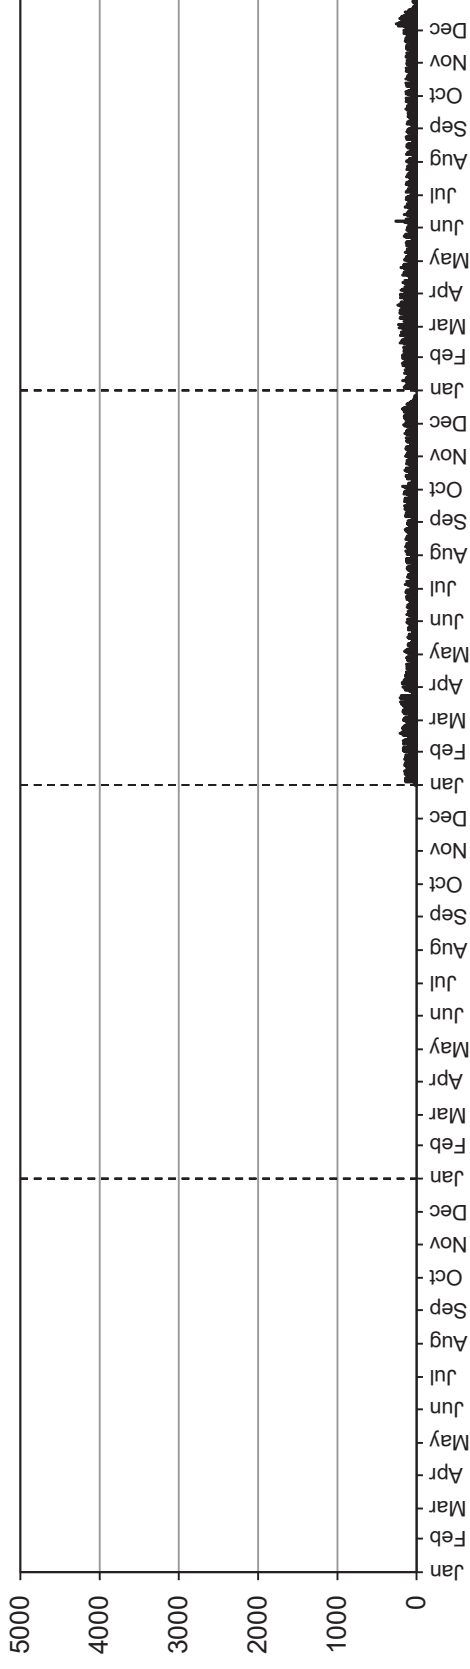 5000
4000
3000
2000
1000
0
Jan
Feb
Mar
Apr
May
Jun
Jul
Aug
Sep
Oct
Nov
Dec
Jan
Feb
Mar
Apr
May
Jun
Jul
Aug
Sep
Oct
Nov
Dec
Jan
Feb
Mar
Apr
May
Jun
Jul
Aug
Sep
Oct
Nov
Dec
Jan
Feb
Mar
Apr
May
Jun
Jul
Aug
Sep
Oct
Nov
Dec